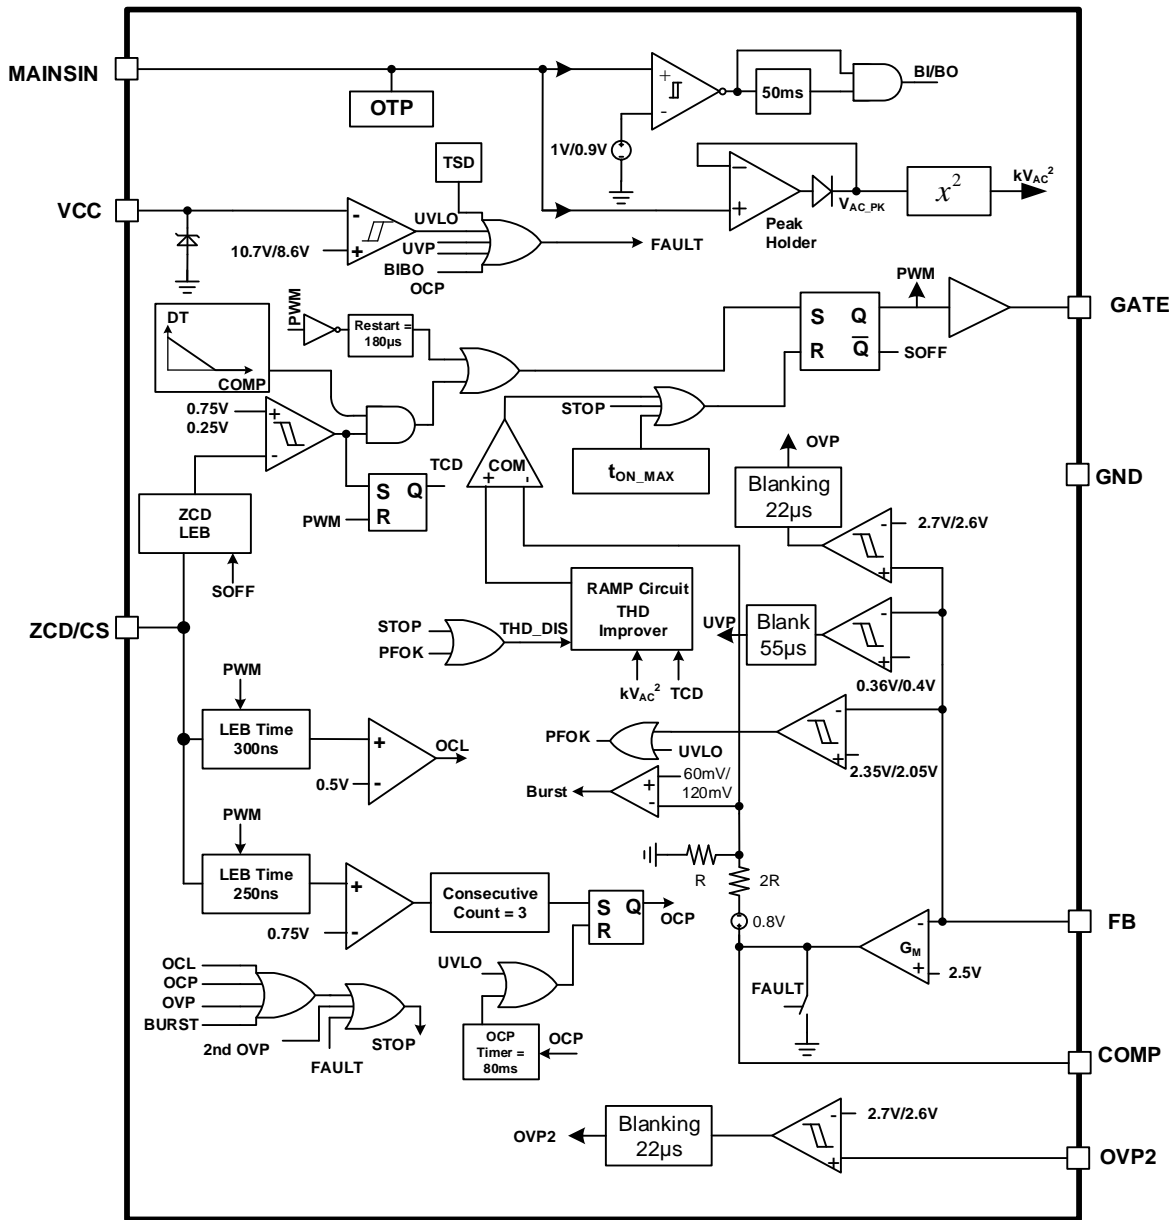 MAINSIN
OTP
+
-
1V/0.9V
50ms
BI/BO
TSD
VCC
-
+
10.7V/8.6V
UVLO
UVP
BIBO
OCP
FAULT
−
+
Peak
Holder
VAC_PK
x²
kVAC²
DT
COMP
PWM
Restart =
180µs
S Q
R Q̅
PWM
SOFF
GATE
0.75V
0.25V
+
-
STOP
tON_MAX
COM
+ -
TCD
S Q
R
PWM
ZCD
LEB
SOFF
OVP
Blanking
22µs
2.7V/2.6V
-
+
GND
ZCD/CS
STOP
PFOK
THD_DIS
RAMP Circuit
THD
Improver
kVAC²
TCD
UVP
Blank
55µs
-
+
0.36V/0.4V
PWM
LEB Time
300ns
+
-
0.5V
OCL
PFOK
UVLO
-
+
2.35V/2.05V
Burst
+
-
60mV/
120mV
R
2R
0.8V
PWM
LEB Time
250ns
+
-
0.75V
Consecutive
Count = 3
S Q
R
OCP
GM
-
+
2.5V
FB
FAULT
OCL
OCP
OVP
BURST
2nd OVP
FAULT
STOP
UVLO
OCP
Timer =
80ms
OCP
COMP
OVP2
Blanking
22µs
-
+
2.7V/2.6V
OVP2